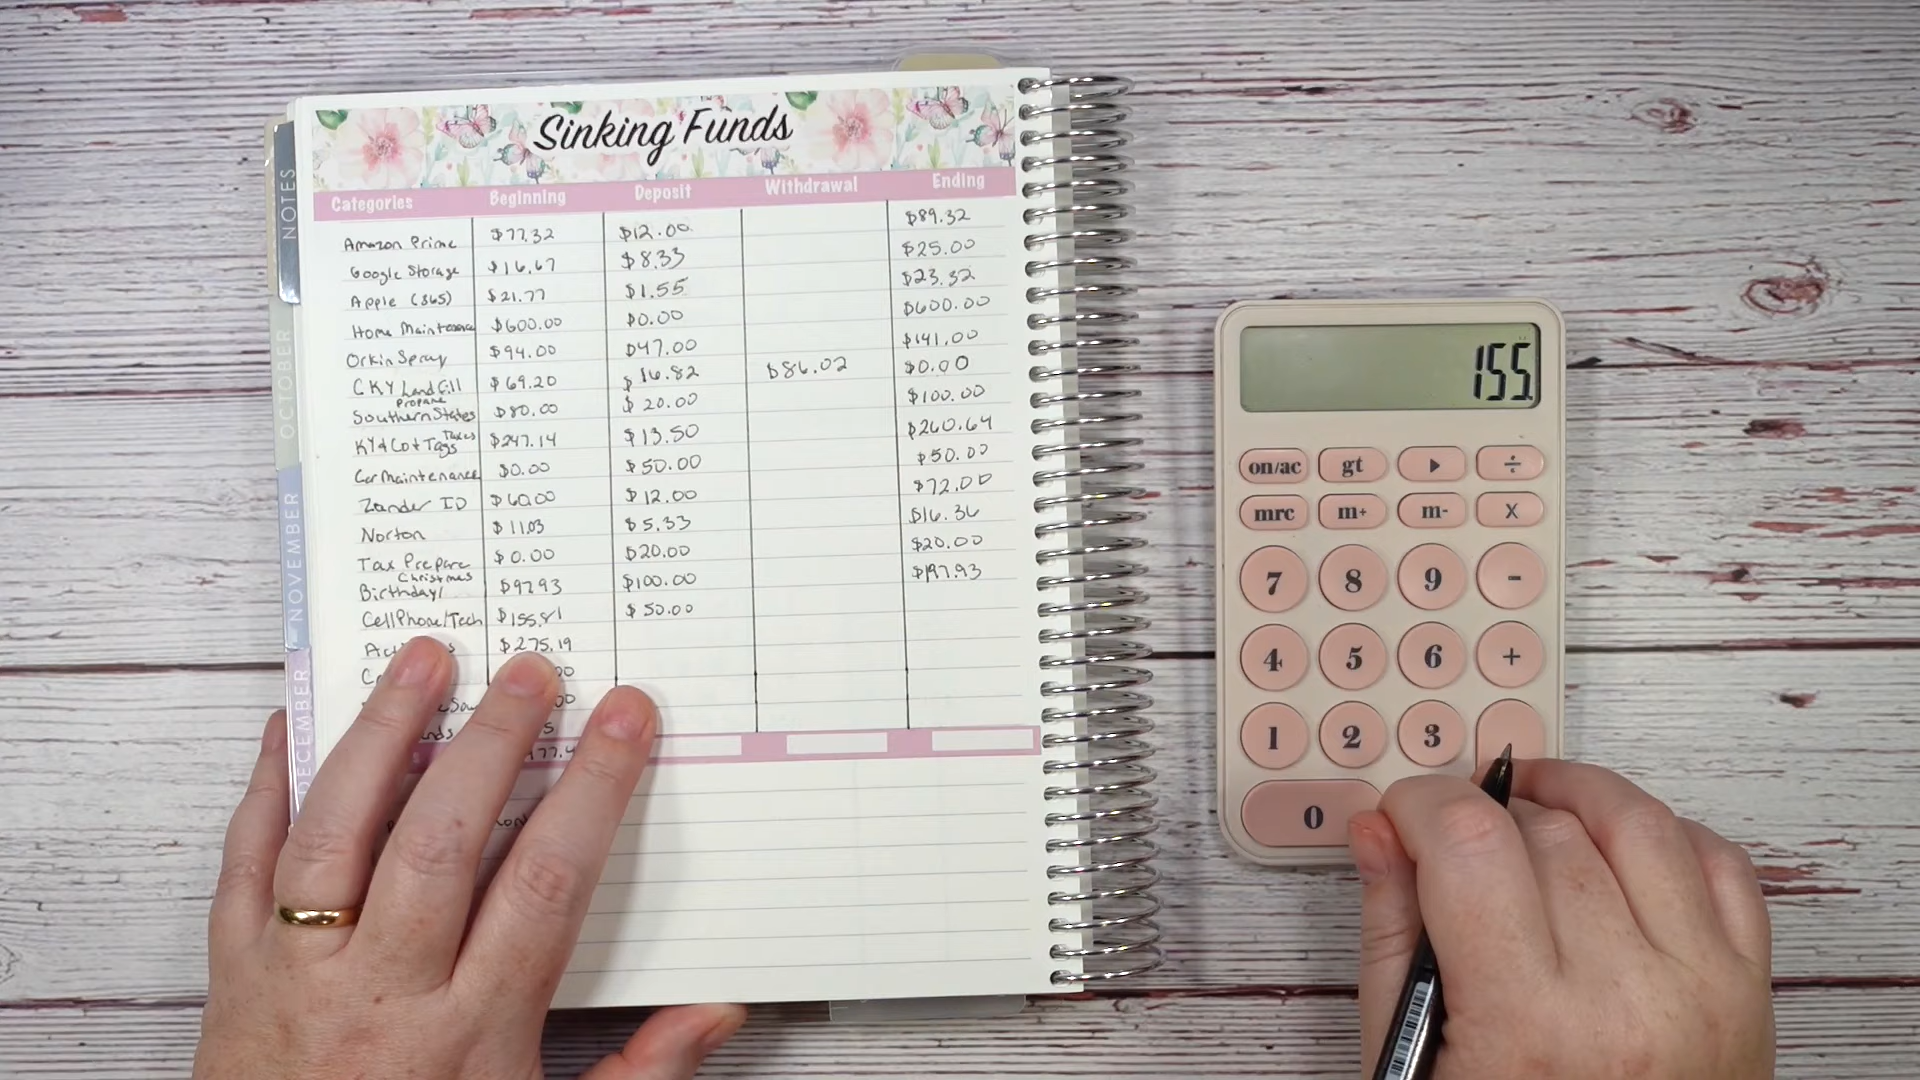 Sinking Funds
Categories Beginning Deposit Withdrawal Ending
Amazon Prime $77.32 $12.00 $89.32
Google Storage $16.67 $8.33 $25.00
Apple (365) $21.77 $1.55 $23.32
Home Maintenance $600.00 $0.00 $600.00
Orkin Spray $94.00 $47.00 $141.00
CKY Landfill $69.20 $16.82 $86.02 $0.00
Propane
Southern States $80.00 $20.00 $100.00
Taxes
KY & Co + Tags $247.14 $13.50 $260.64
Car Maintenance $0.00 $50.00 $50.00
Zander ID $60.00 $12.00 $72.00
Norton $11.03 $5.33 $16.36
Tax Prepare $0.00 $20.00 $20.00
Christmas
Birthday/ $97.93 $100.00 $197.93
Cell Phone/Tech $155.81 $50.00
$275.19
NOTES
OCTOBER
NOVEMBER
DECEMBER
155.
on/ac gt ÷
mrc m+ m- x
7 8 9 -
4 5 6 +
1 2 3
0